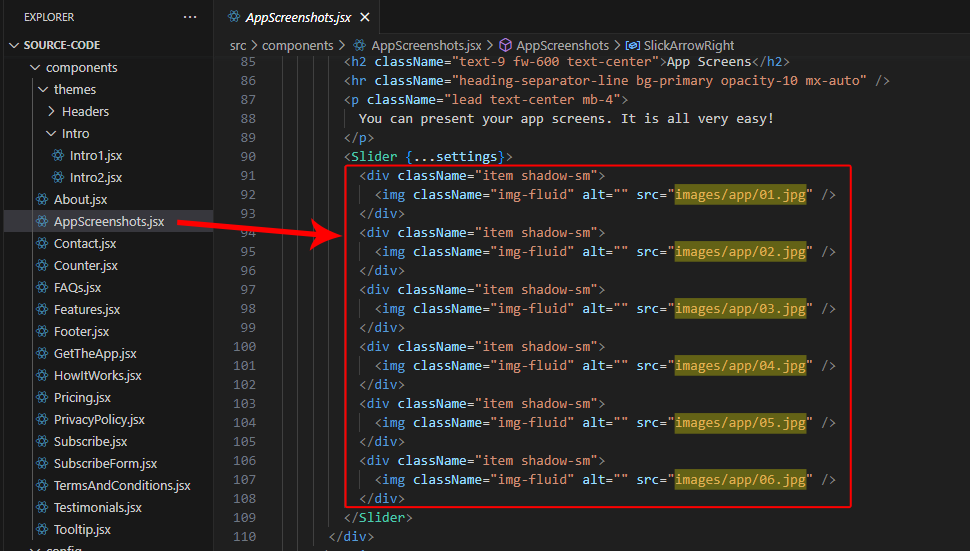 EXPLORER
···
SOURCE-CODE
components
themes
Headers
Intro
Intro1.jsx
Intro2.jsx
About.jsx
AppScreenshots.jsx
Contact.jsx
Counter.jsx
FAQs.jsx
Features.jsx
Footer.jsx
GetTheApp.jsx
HowItWorks.jsx
Pricing.jsx
PrivacyPolicy.jsx
Subscribe.jsx
SubscribeForm.jsx
TermsAndConditions.jsx
Testimonials.jsx
Tooltip.jsx
config
AppScreenshots.jsx ×
src > components > AppScreenshots.jsx > AppScreenshots > SlickArrowRight
85 <h2 className="text-9 fw-600 text-center">App Screens</h2>
86 <hr className="heading-separator-line bg-primary opacity-10 mx-auto" />
87 <p className="lead text-center mb-4">
88 You can present your app screens. It is all very easy!
89 </p>
90 <Slider {...settings}>
91 <div className="item shadow-sm">
92 <img className="img-fluid" alt="" src="images/app/01.jpg" />
93 </div>
94 <div className="item shadow-sm">
95 <img className="img-fluid" alt="" src="images/app/02.jpg" />
96 </div>
97 <div className="item shadow-sm">
98 <img className="img-fluid" alt="" src="images/app/03.jpg" />
99 </div>
100 <div className="item shadow-sm">
101 <img className="img-fluid" alt="" src="images/app/04.jpg" />
102 </div>
103 <div className="item shadow-sm">
104 <img className="img-fluid" alt="" src="images/app/05.jpg" />
105 </div>
106 <div className="item shadow-sm">
107 <img className="img-fluid" alt="" src="images/app/06.jpg" />
108 </div>
109 </Slider>
110 </div>